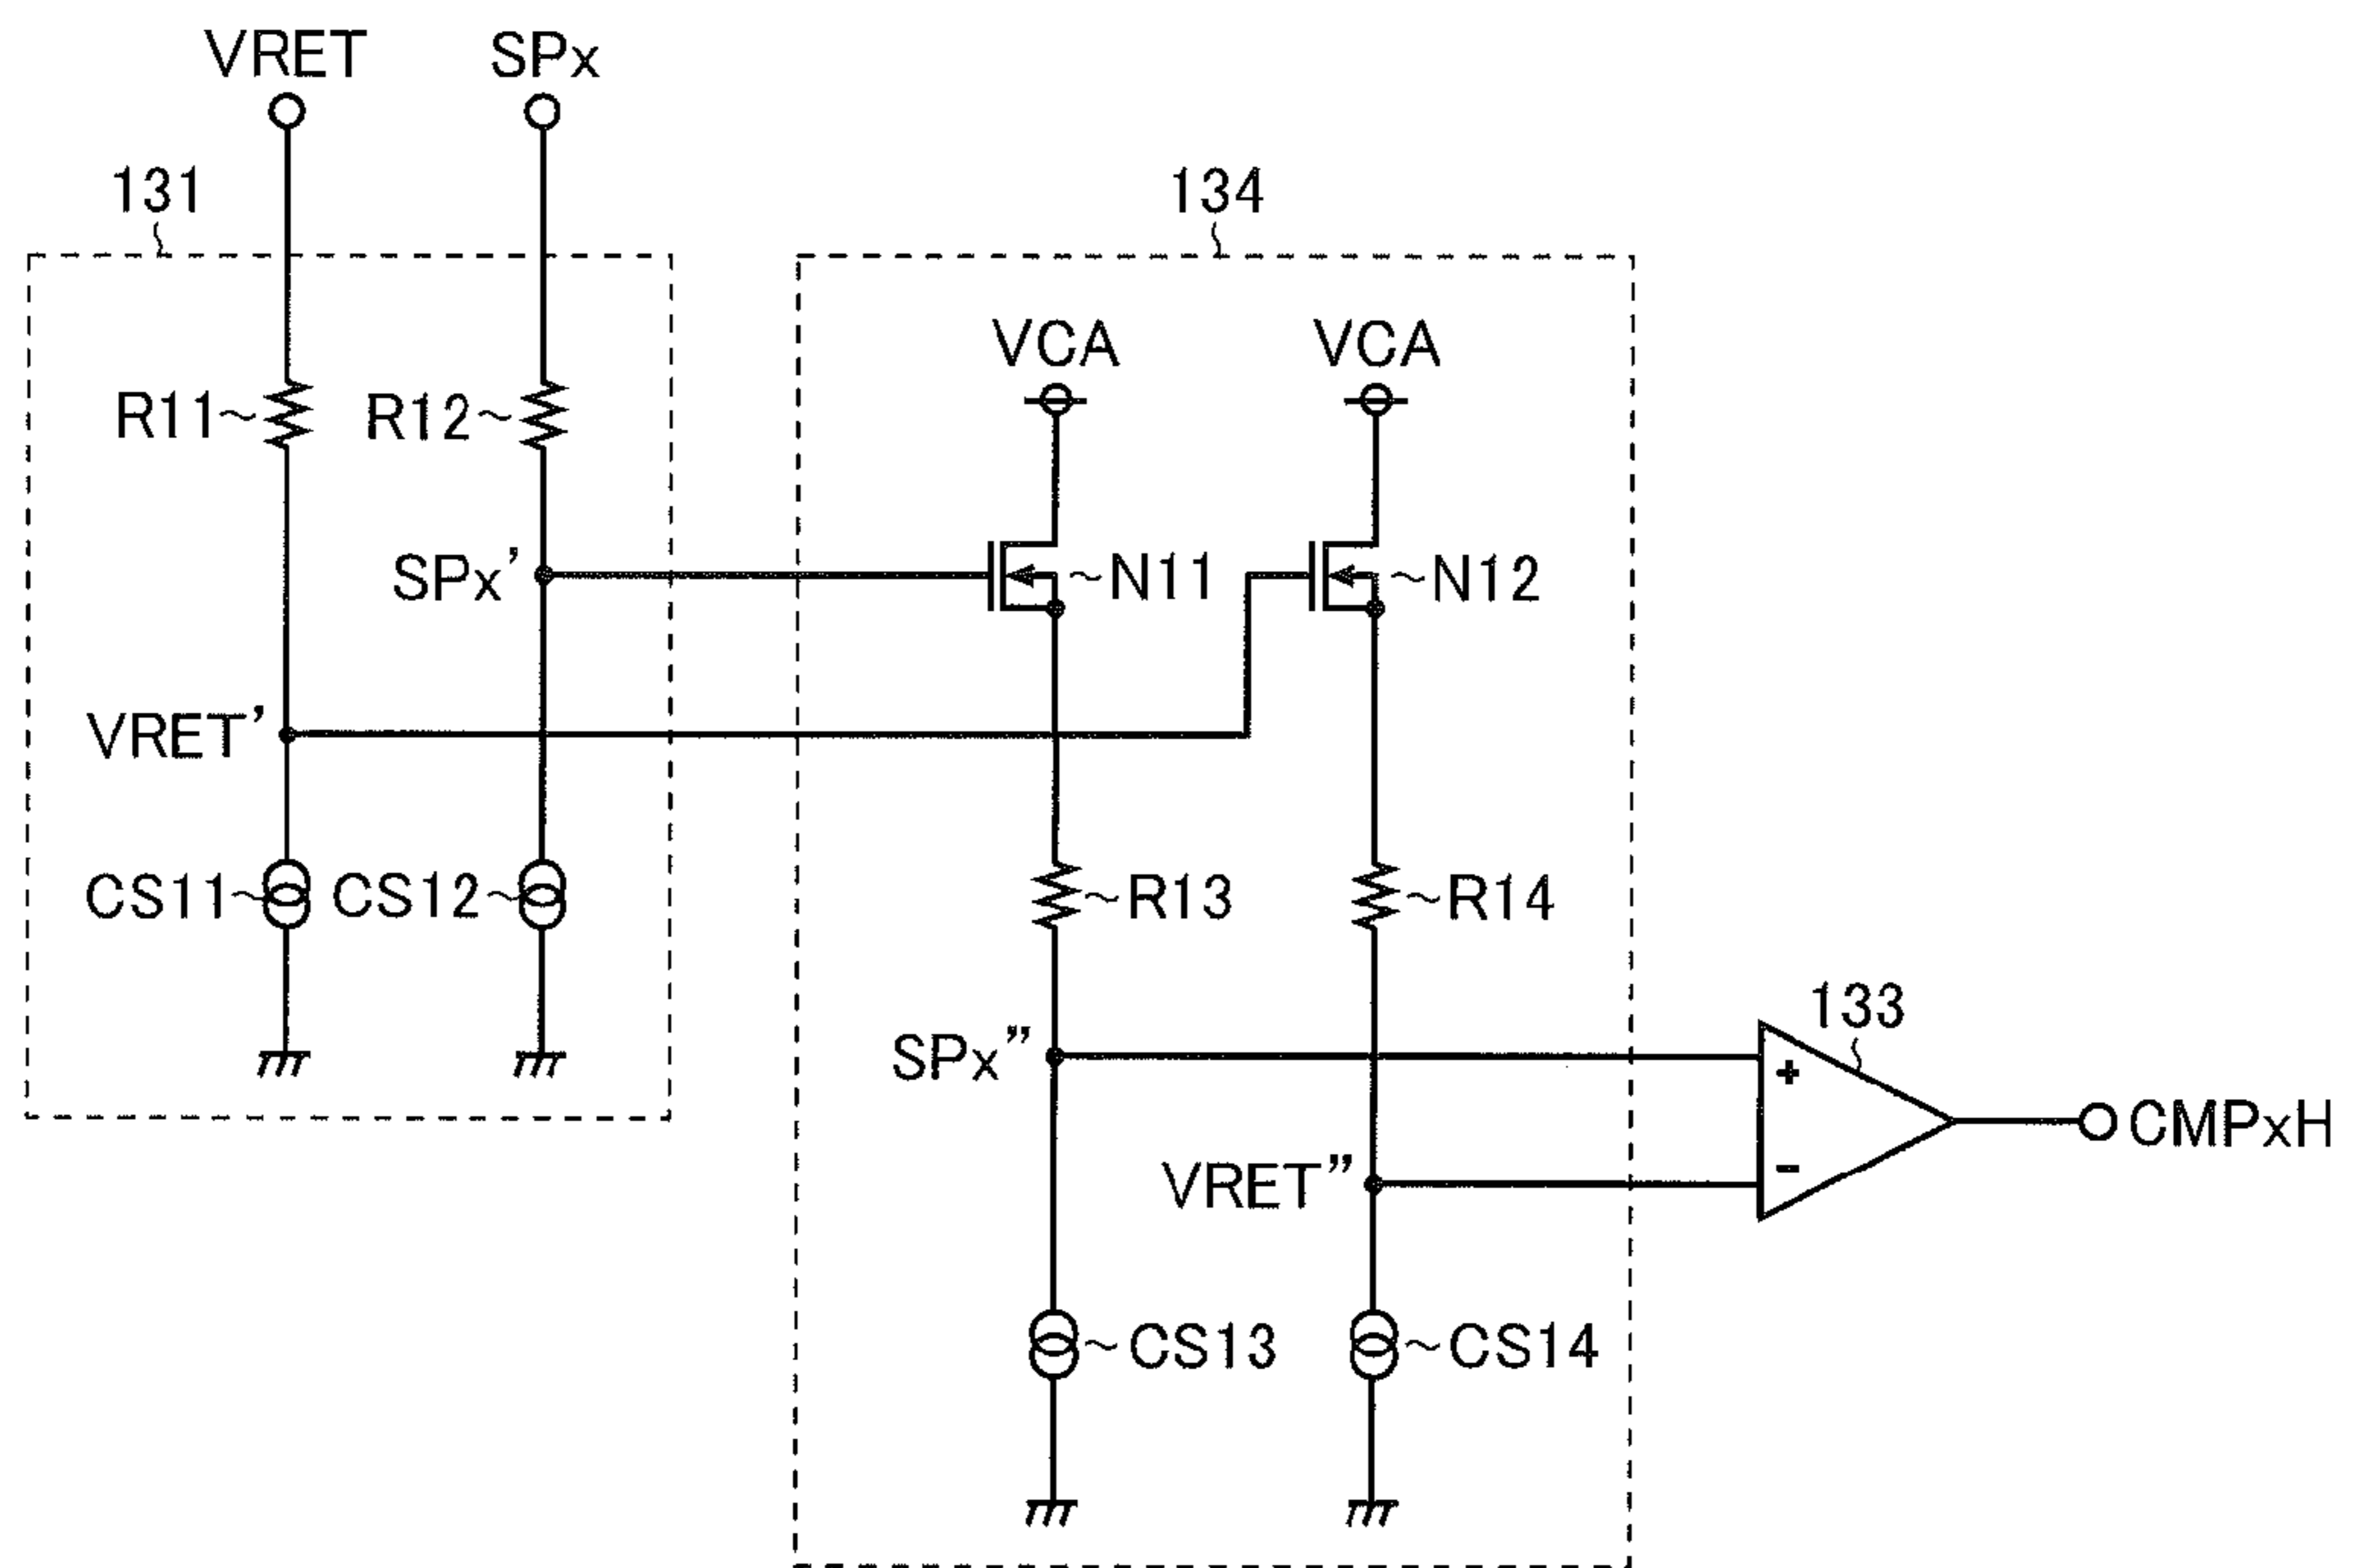 VRET SPx
131 134
VCA VCA
R11 R12
SPx’ N11 N12
VRET’
CS11 CS12 R13 R14
133
SPx”
+
CMPxH
-
VRET”
CS13 CS14